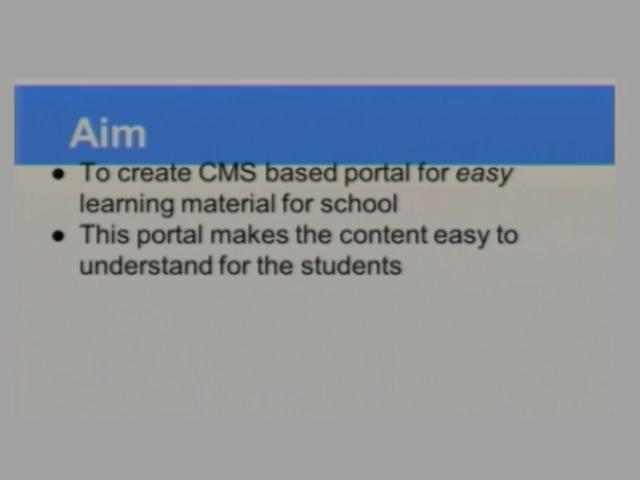 Aim
● To create CMS based portal for easy
learning material for school
● This portal makes the content easy to
understand for the students